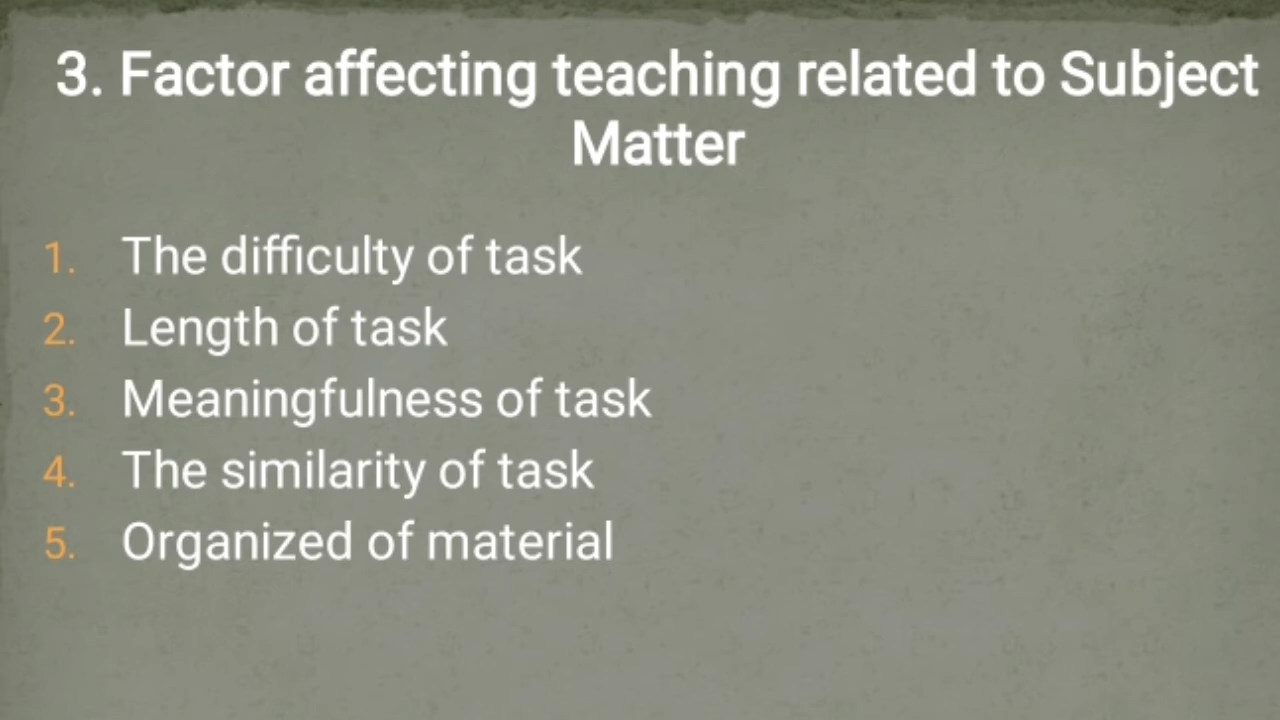 3. Factor affecting teaching related to Subject
Matter
1. The difficulty of task
2. Length of task
3. Meaningfulness of task
4. The similarity of task
5. Organized of material